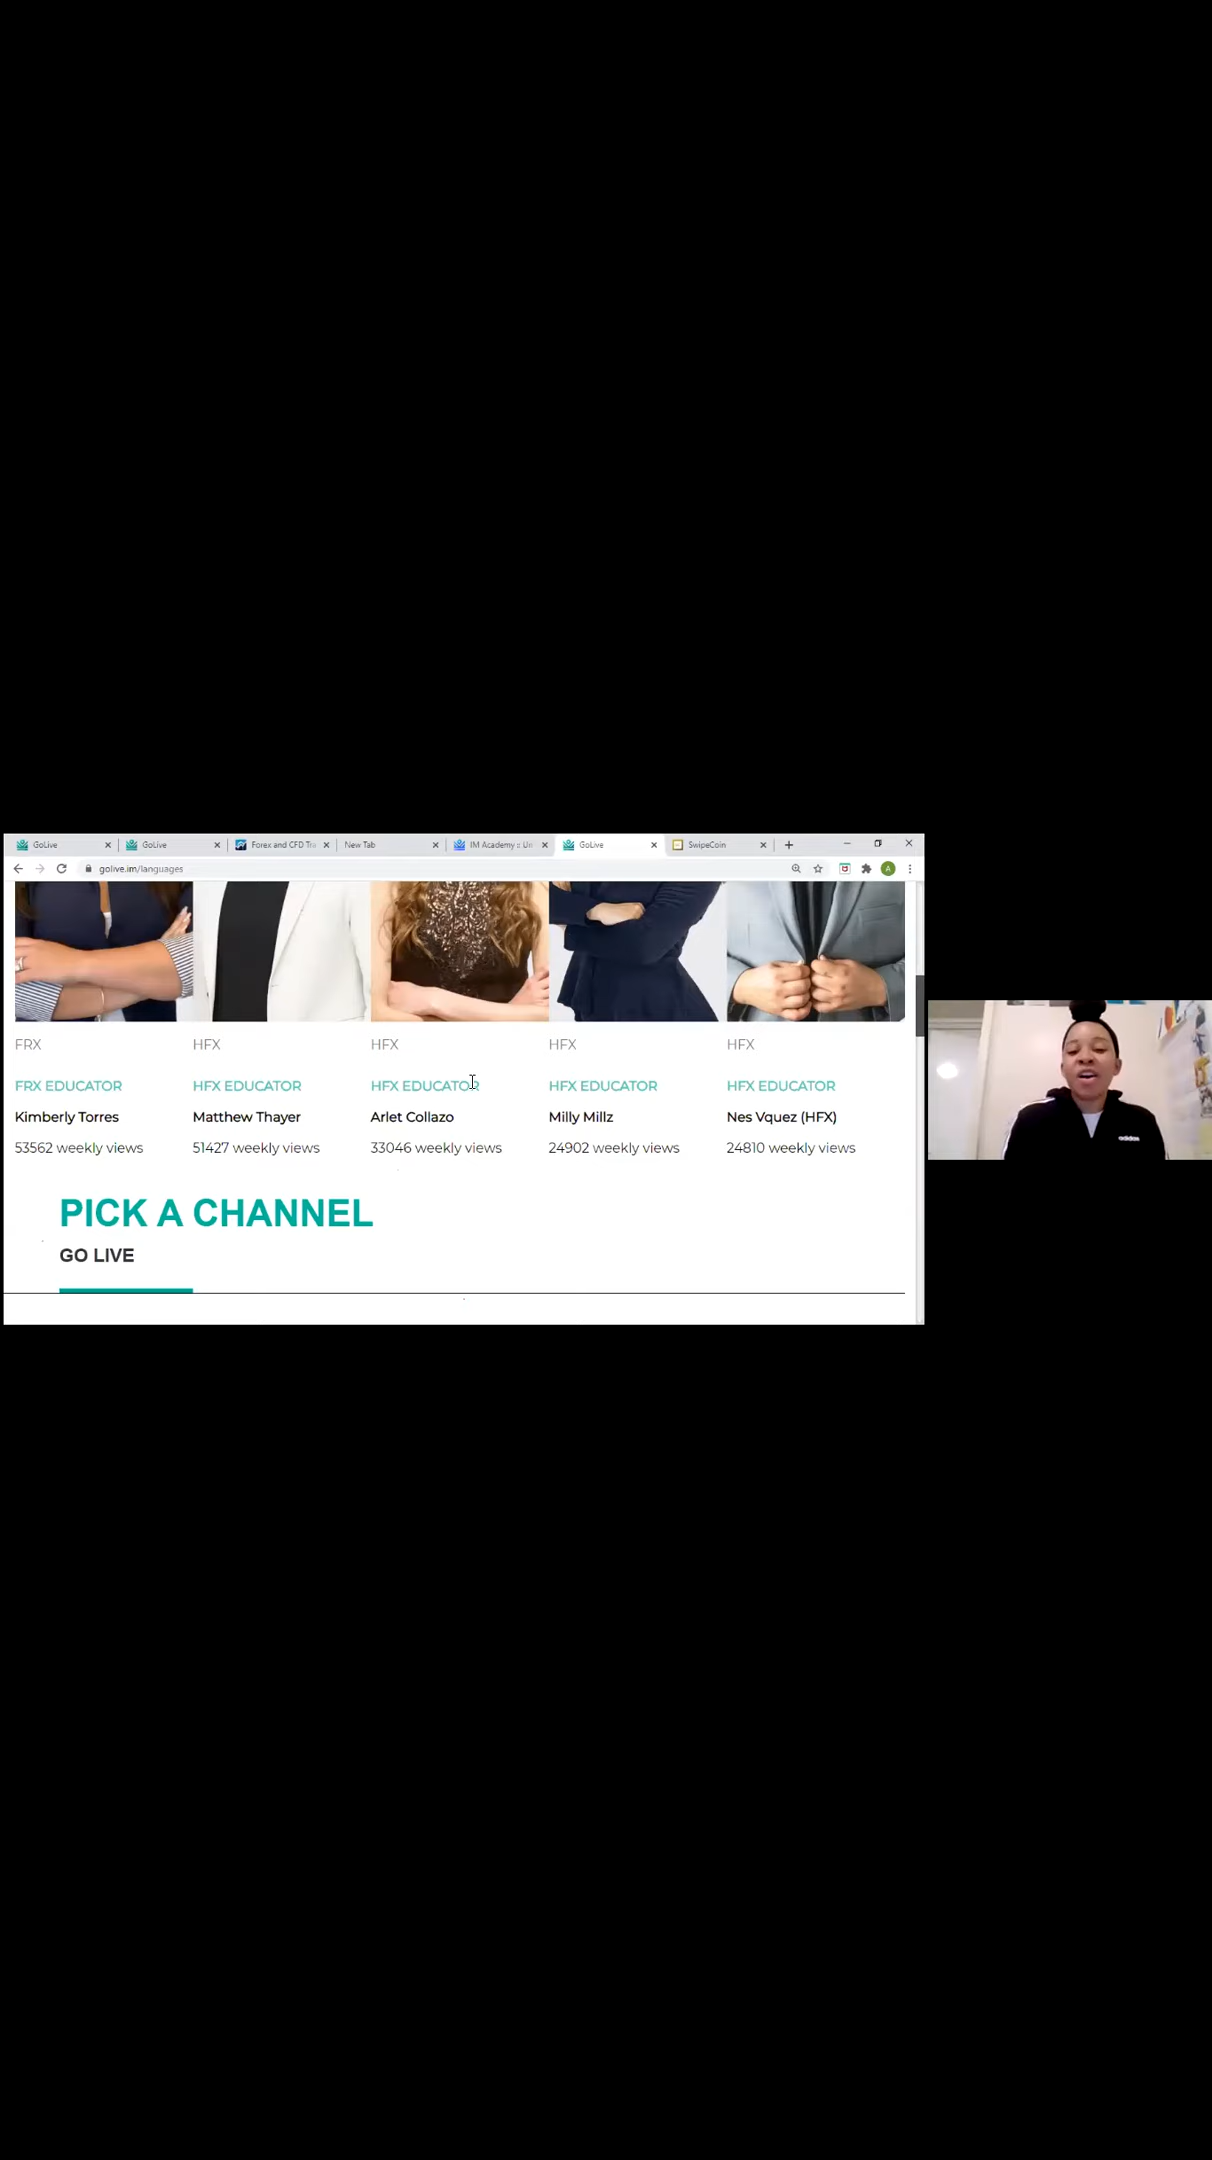 GoLive GoLive Forex and CFD Tra New Tab IM Academy :: Un GoLive SwipeCoin
golive.im/languages A
FRX HFX HFX HFX HFX
FRX EDUCATOR HFX EDUCATOR HFX EDUCATOR HFX EDUCATOR HFX EDUCATOR
Kimberly Torres Matthew Thayer Arlet Collazo Milly Millz Nes Vquez (HFX)
53562 weekly views 51427 weekly views 33046 weekly views 24902 weekly views 24810 weekly views
adidas
PICK A CHANNEL
GO LIVE